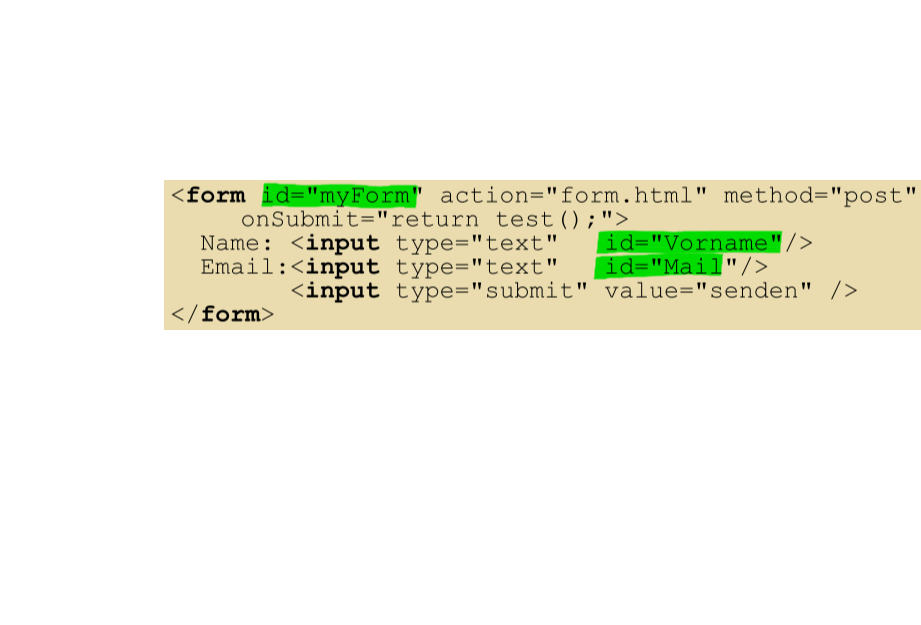 <form id="myForm" action="form.html" method="post"
onSubmit="return test();">
Name: <input type="text" id="Vorname"/>
Email:<input type="text" id="Mail"/>
<input type="submit" value="senden" />
</form>